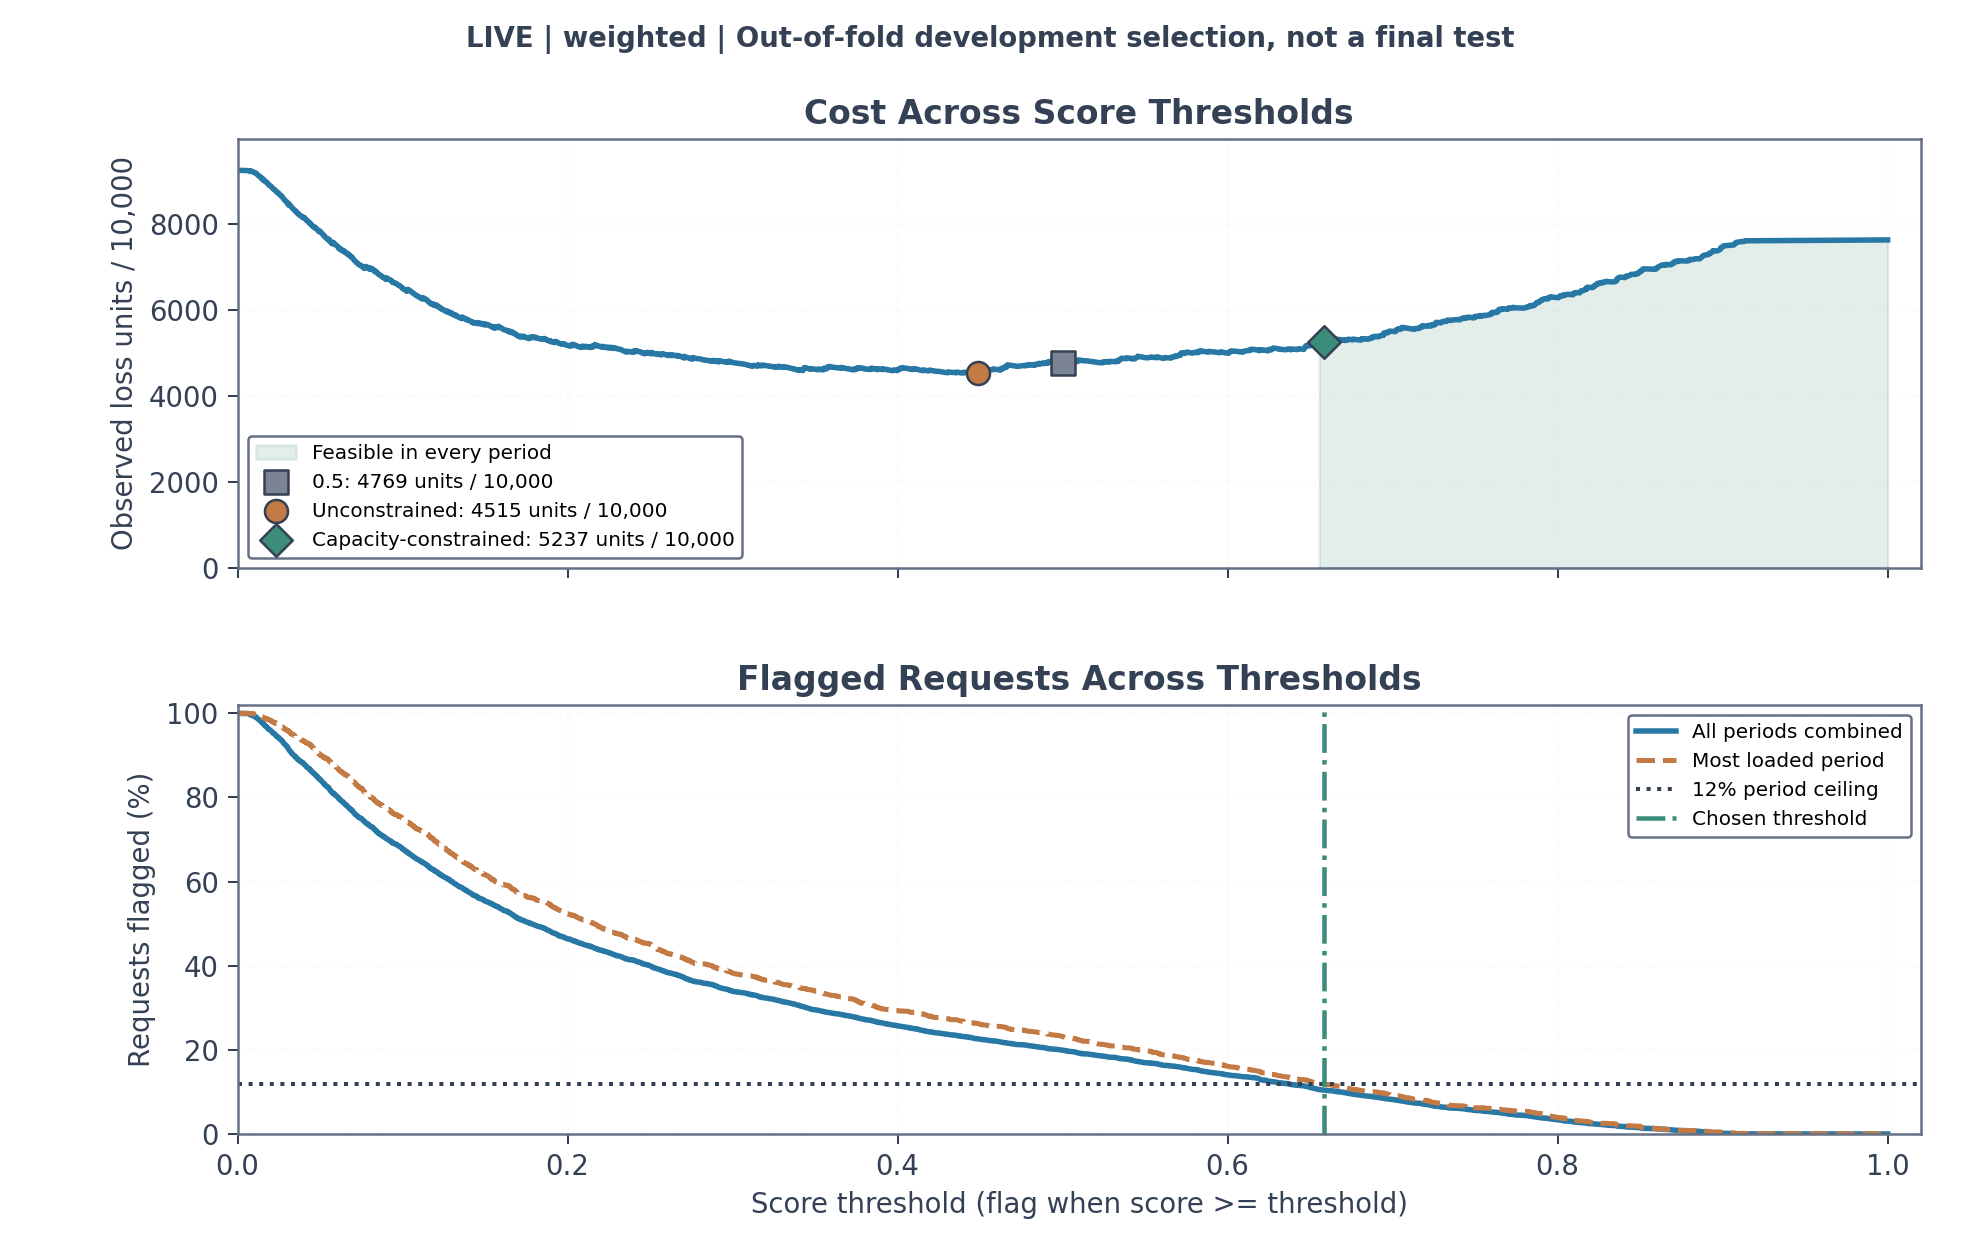 LIVE | weighted | Out-of-fold development selection, not a final test
Cost Across Score Thresholds
Observed loss units / 10,000
8000
6000
4000
2000
0
Feasible in every period
0.5: 4769 units / 10,000
Unconstrained: 4515 units / 10,000
Capacity-constrained: 5237 units / 10,000
Flagged Requests Across Thresholds
Requests flagged (%)
100
80
60
40
20
0
All periods combined
Most loaded period
12% period ceiling
Chosen threshold
0.0 0.2 0.4 0.6 0.8 1.0
Score threshold (flag when score >= threshold)